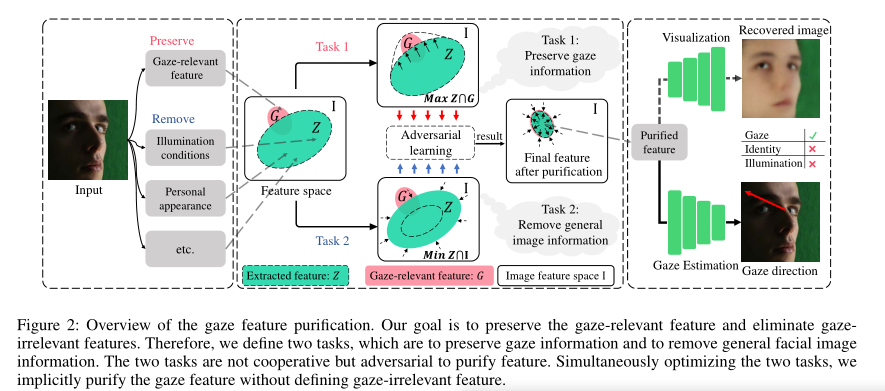 Preserve
Gaze-relevant
feature
Remove
Illumination
conditions
Personal
appearance
etc.
Input
Task 1
G
Z
I
Feature space
Task 2
G
I
Z
Max Z∩G
Adversarial
learning
G
I
Z
Min Z∩I
Task 1:
Preserve gaze
information
result
I
Final feature
after purification
Task 2:
Remove general
image information
Extracted feature: Z
Gaze-relevant feature: G
Image feature space I
Visualization
Recovered image
Purified
feature
Gaze ✓
Identity ✕
Illumination ✕
Gaze Estimation
Gaze direction
Figure 2: Overview of the gaze feature purification. Our goal is to preserve the gaze-relevant feature and eliminate gaze-
irrelevant features. Therefore, we define two tasks, which are to preserve gaze information and to remove general facial image
information. The two tasks are not cooperative but adversarial to purify feature. Simultaneously optimizing the two tasks, we
implicitly purify the gaze feature without defining gaze-irrelevant feature.